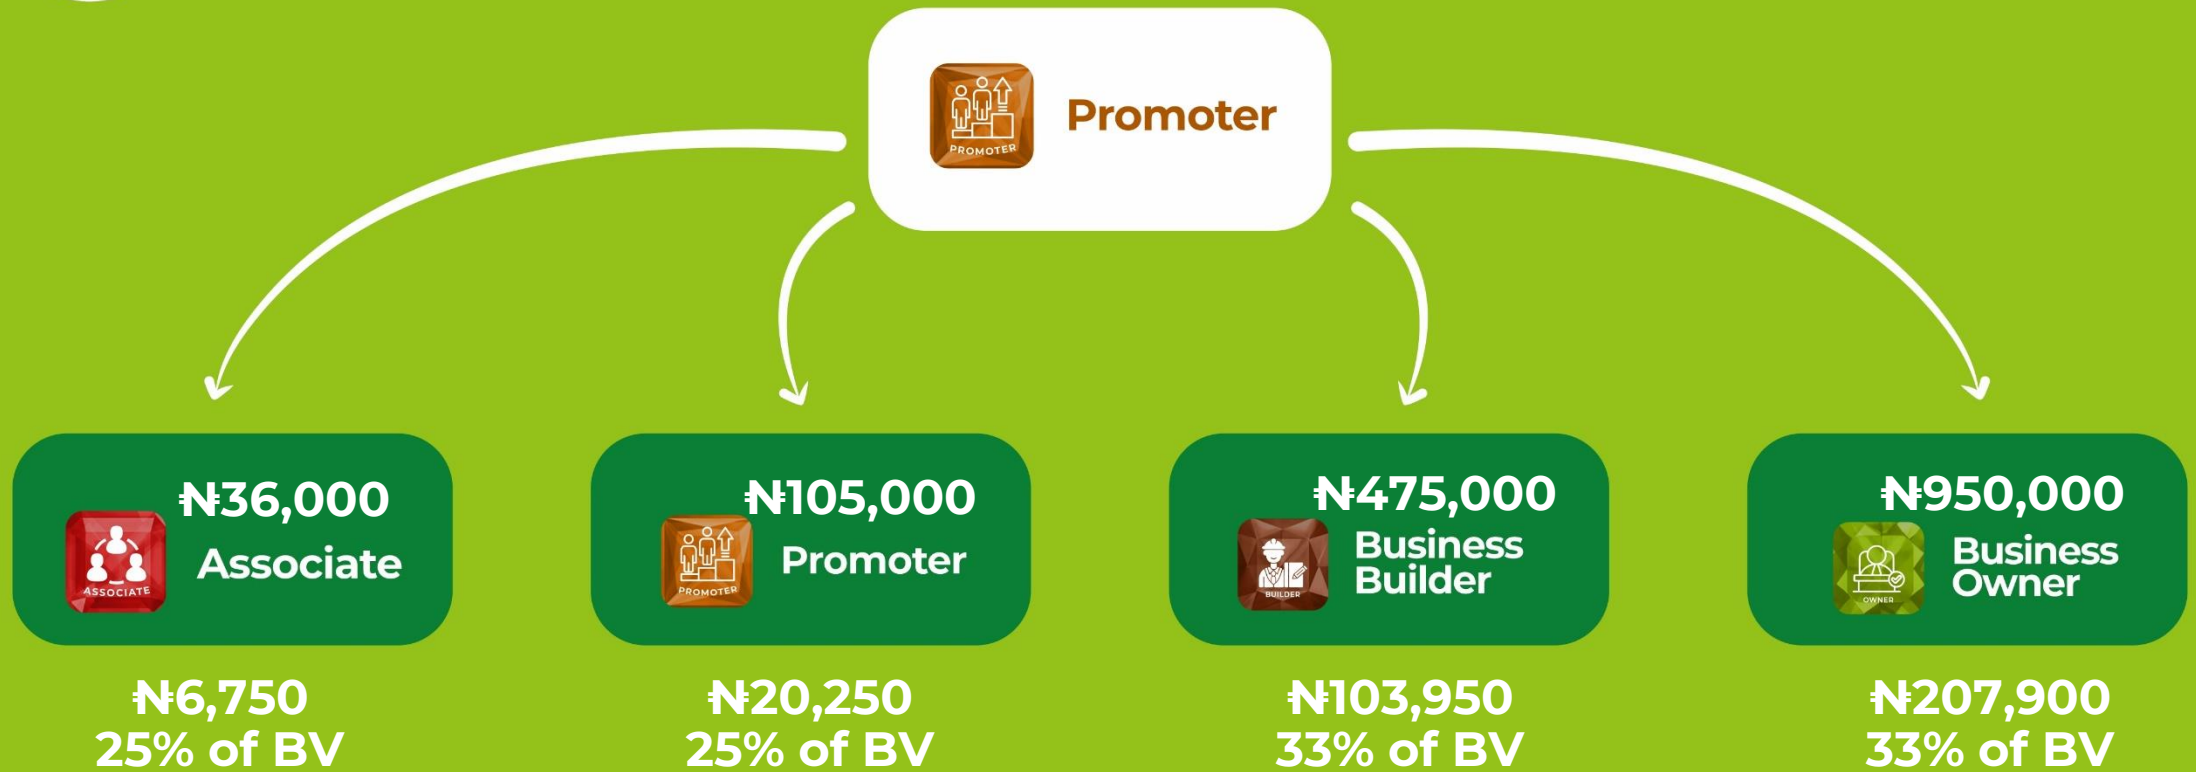 PROMOTER
Promoter
₦36,000
ASSOCIATE
Associate
₦6,750
25% of BV
₦105,000
PROMOTER
Promoter
₦20,250
25% of BV
₦475,000
BUILDER
Business
Builder
₦103,950
33% of BV
₦950,000
OWNER
Business
Owner
₦207,900
33% of BV